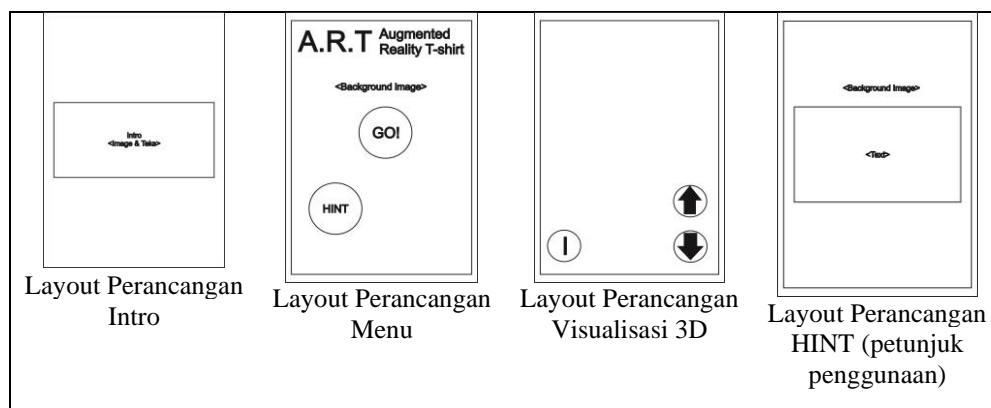 Intro
<Image & Teks>
Layout Perancangan
Intro
A.R.T Augmented
Reality T-shirt
<Background Image>
GO!
HINT
Layout Perancangan
Menu
I
Layout Perancangan
Visualisasi 3D
<Background Image>
<Text>
Layout Perancangan
HINT (petunjuk
penggunaan)